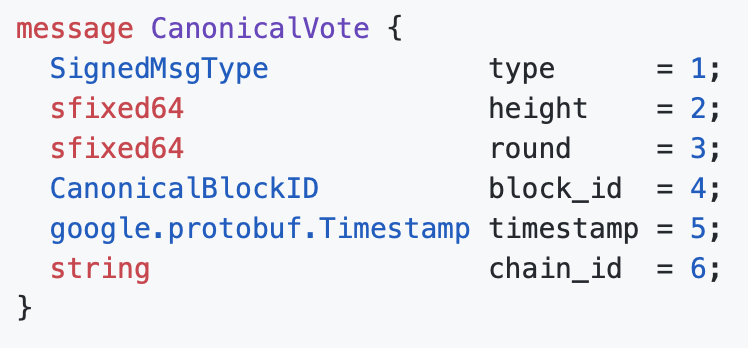 message CanonicalVote {
  SignedMsgType             type      = 1;
  sfixed64                  height    = 2;
  sfixed64                  round     = 3;
  CanonicalBlockID          block_id  = 4;
  google.protobuf.Timestamp timestamp = 5;
  string                    chain_id  = 6;
}